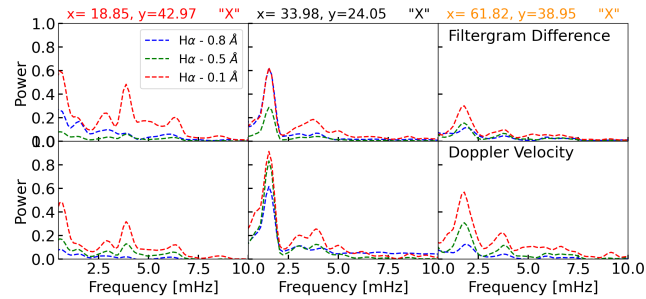 x= 18.85, y=42.97 "X" x= 33.98, y=24.05 "X" x= 61.82, y=38.95 "X"
Filtergram Difference
Hα - 0.8 Å
Hα - 0.5 Å
Hα - 0.1 Å
Power
1.0
0.8
0.6
0.4
0.2
Doppler Velocity
Power
1.0
0.8
0.6
0.4
0.2
0.0
2.5 5.0 7.5 10.0 2.5 5.0 7.5 10.0 2.5 5.0 7.5 10.0
Frequency [mHz] Frequency [mHz] Frequency [mHz]